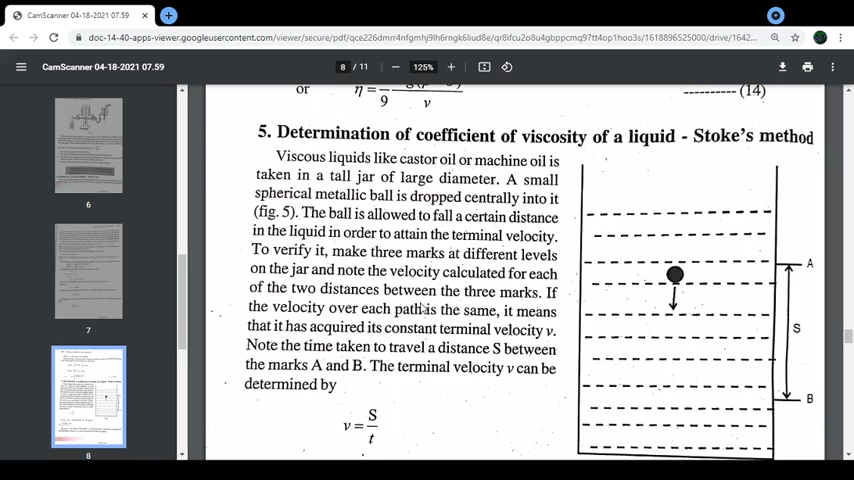 CamScanner 04-18-2021 07.59
doc-14-40-apps-viewer.googleusercontent.com/viewer/secure/pdf/qce226dmrr4nfgmhj9lh6rngk6liud8e/qr8ifcu2o8u4gbppcmq97tt4op1hoo3s/1618896525000/drive/1642...
CamScanner 04-18-2021 07.59
8 / 11
125%
6
7
8
or η = 9 v ---------- (14)
5. Determination of coefficient of viscosity of a liquid - Stoke's method
Viscous liquids like castor oil or machine oil is
taken in a tall jar of large diameter. A small
spherical metallic ball is dropped centrally into it
(fig. 5). The ball is allowed to fall a certain distance
in the liquid in order to attain the terminal velocity.
To verify it, make three marks at different levels
on the jar and note the velocity calculated for each
of the two distances between the three marks. If
the velocity over each path is the same, it means
that it has acquired its constant terminal velocity v.
Note the time taken to travel a distance S between
the marks A and B. The terminal velocity v can be
determined by
v = S/t
A
S
B